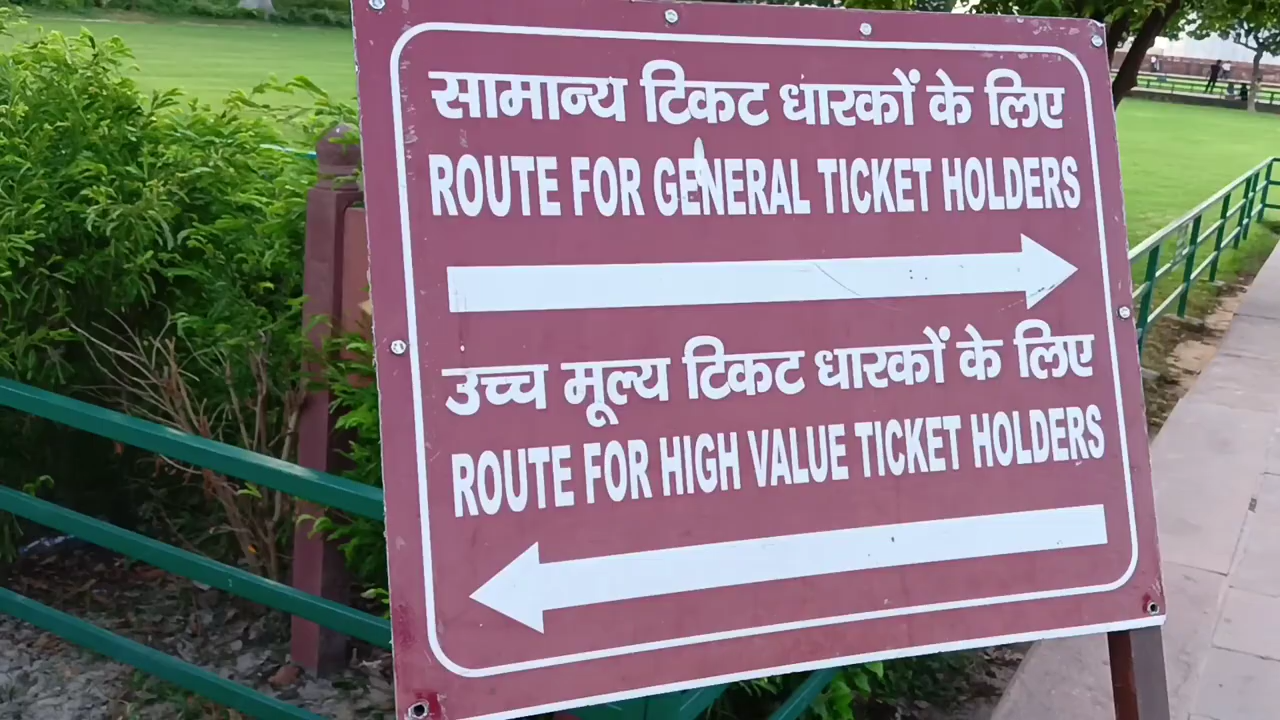 सामान्य टिकट धारकों के लिए
ROUTE FOR GENERAL TICKET HOLDERS
उच्च मूल्य टिकट धारकों के लिए
ROUTE FOR HIGH VALUE TICKET HOLDERS